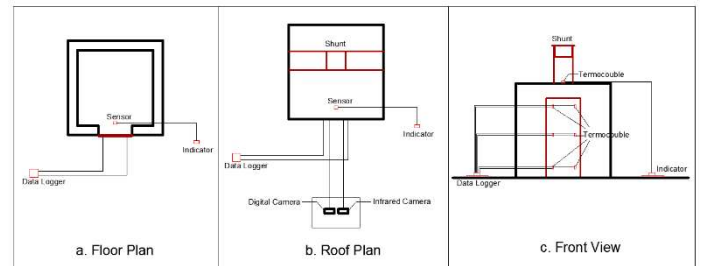 Sensor
Indicator
Data Logger
a. Floor Plan
Shunt
Sensor
Indicator
Data Logger
Digital Camera
Infrared Camera
b. Roof Plan
Shunt
Termocouble
Termocouble
Indicator
Data Logger
c. Front View